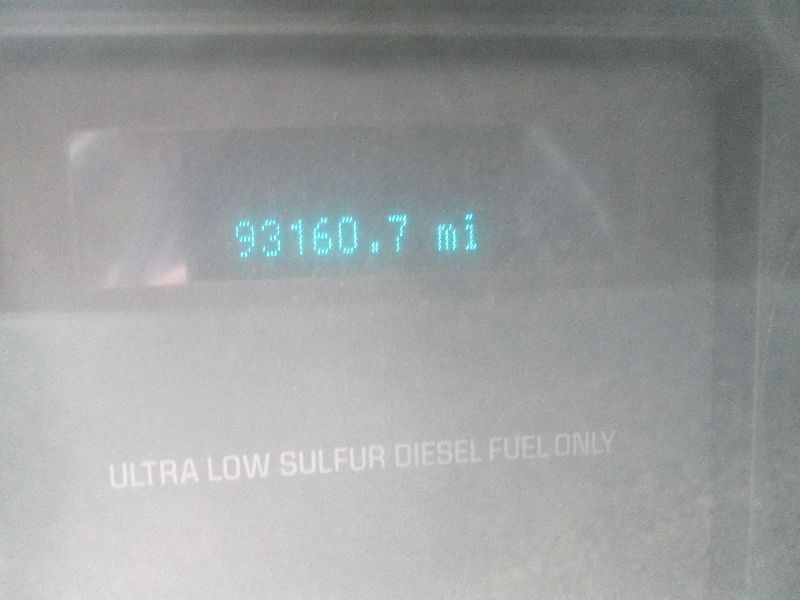 93160.7 mi
ULTRA LOW SULFUR DIESEL FUEL ONLY